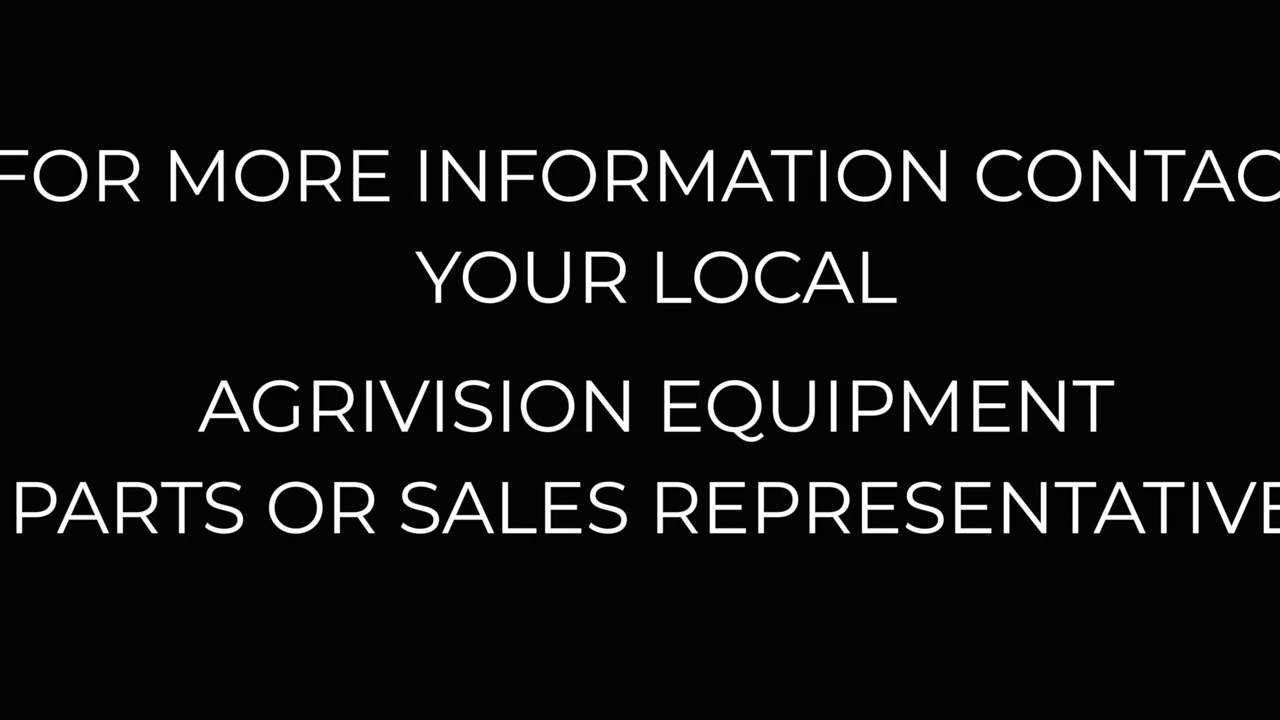 FOR MORE INFORMATION CONTAC
YOUR LOCAL
AGRIVISION EQUIPMENT
PARTS OR SALES REPRESENTATIVE